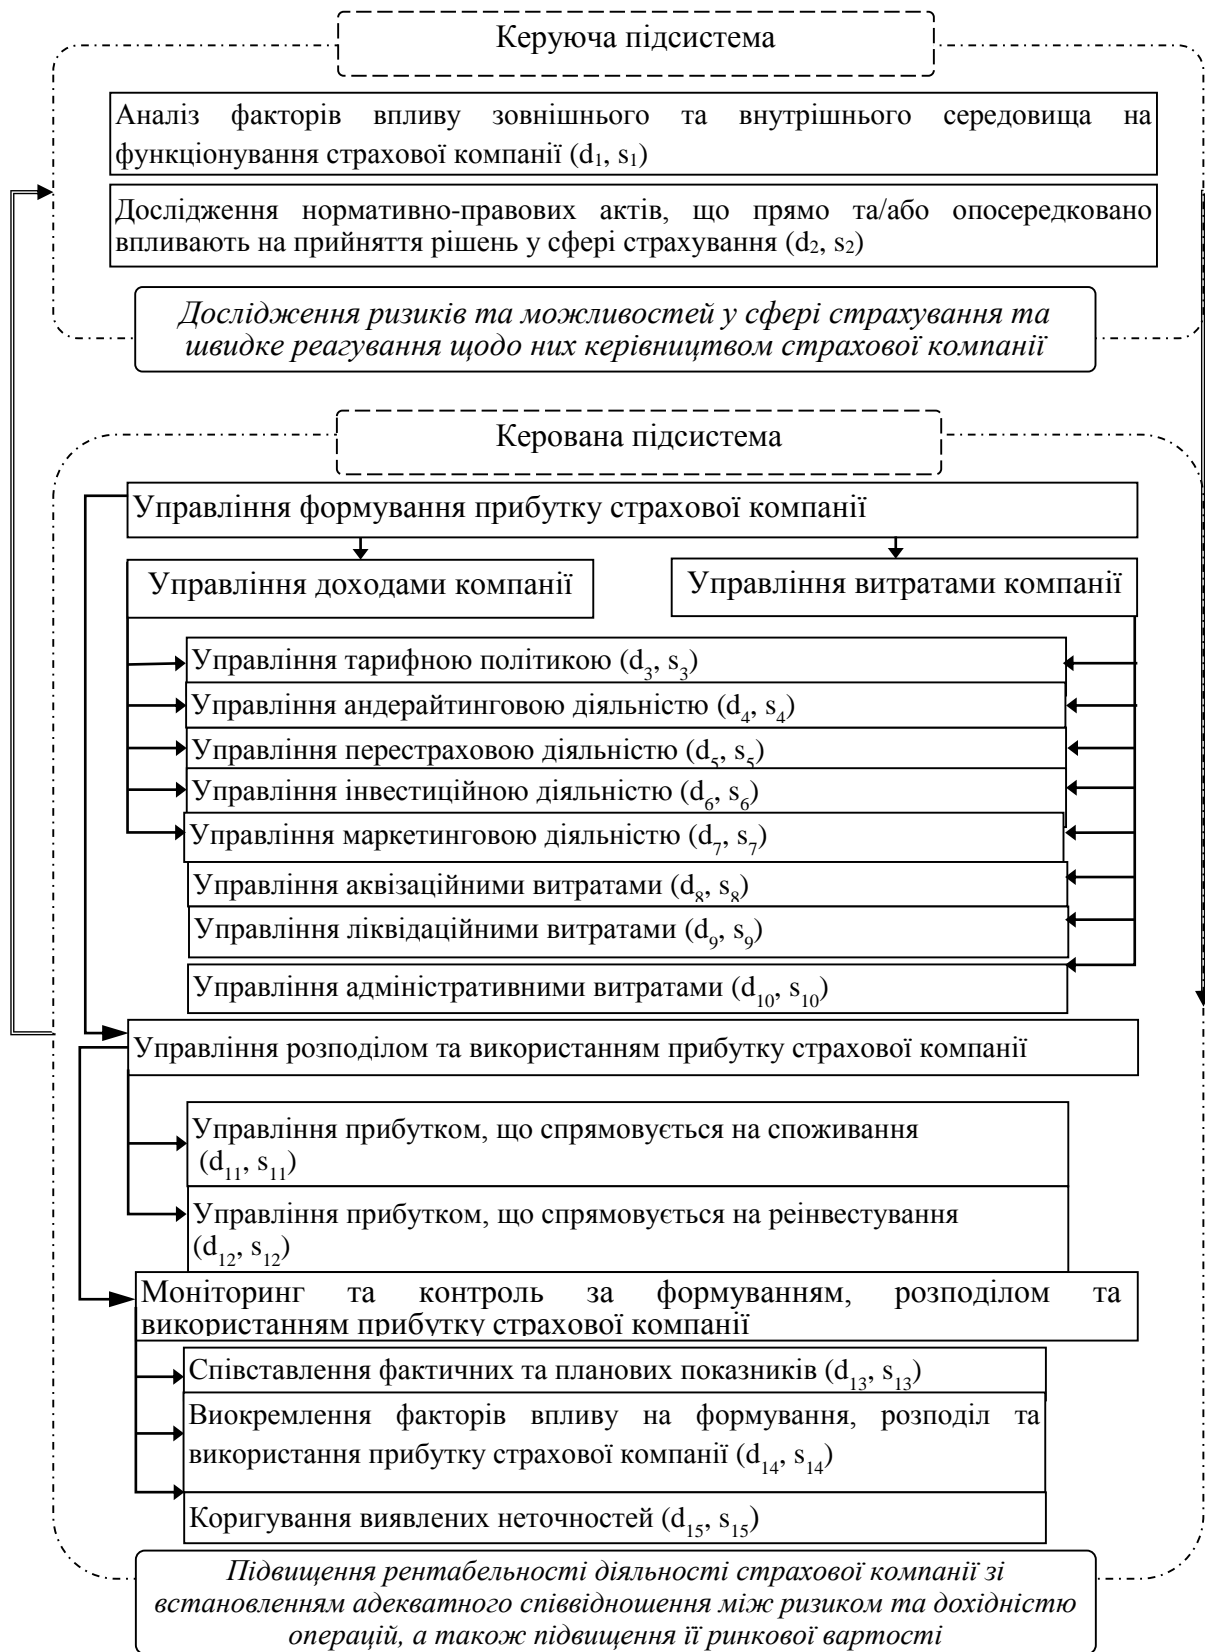 Керуюча підсистема
Аналіз факторів впливу зовнішнього та внутрішнього середовища на
функціонування страхової компанії (d₁, s₁)
Дослідження нормативно-правових актів, що прямо та/або опосередковано
впливають на прийняття рішень у сфері страхування (d₂, s₂)
Дослідження ризиків та можливостей у сфері страхування та
швидке реагування щодо них керівництвом страхової компанії
Керована підсистема
Управління формування прибутку страхової компанії
Управління доходами компанії
Управління витратами компанії
Управління тарифною політикою (d₃, s₃)
Управління андерайтинговою діяльністю (d₄, s₄)
Управління перестраховою діяльністю (d₅, s₅)
Управління інвестиційною діяльністю (d₆, s₆)
Управління маркетинговою діяльністю (d₇, s₇)
Управління аквізаційними витратами (d₈, s₈)
Управління ліквідаційними витратами (d₉, s₉)
Управління адміністративними витратами (d₁₀, s₁₀)
Управління розподілом та використанням прибутку страхової компанії
Управління прибутком, що спрямовується на споживання
(d₁₁, s₁₁)
Управління прибутком, що спрямовується на реінвестування
(d₁₂, s₁₂)
Моніторинг та контроль за формуванням, розподілом та
використанням прибутку страхової компанії
Співставлення фактичних та планових показників (d₁₃, s₁₃)
Виокремлення факторів впливу на формування, розподіл та
використання прибутку страхової компанії (d₁₄, s₁₄)
Коригування виявлених неточностей (d₁₅, s₁₅)
Підвищення рентабельності діяльності страхової компанії зі
встановленням адекватного співвідношення між ризиком та дохідністю
операцій, а також підвищення її ринкової вартості